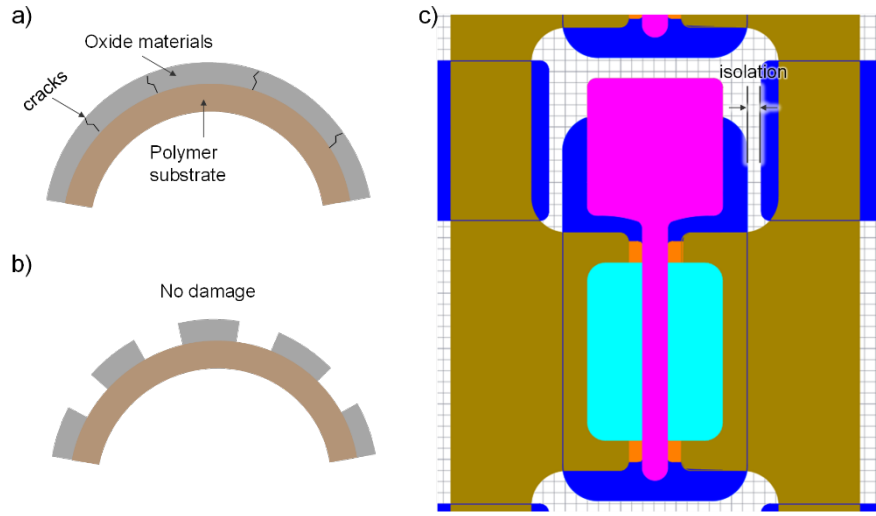 a)
Oxide materials
cracks
Polymer
substrate
b)
No damage
c)
isolation